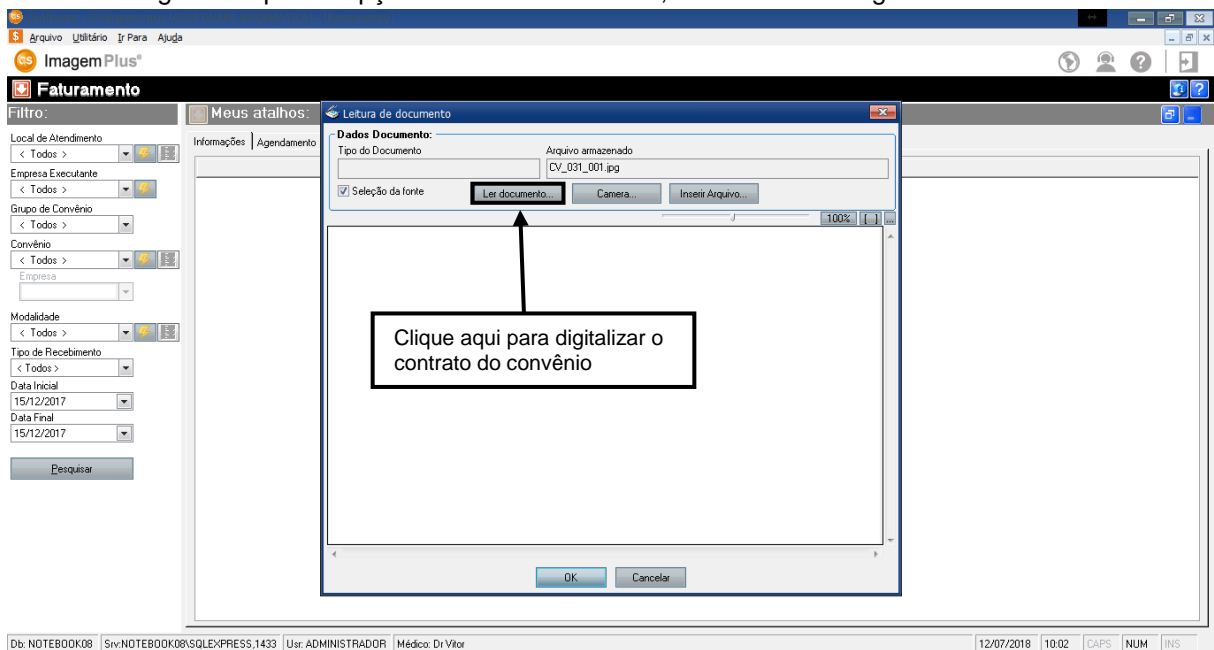 Arquivo Utilitário Ir Para Ajuda
ImagemPlus®
Faturamento
Filtro:
Meus atalhos:
Local de Atendimento
< Todos >
Empresa Executante
< Todos >
Grupo de Convênio
< Todos >
Convênio
< Todos >
Empresa
Modalidade
< Todos >
Tipo de Recebimento
< Todos >
Data Inicial
15/12/2017
Data Final
15/12/2017
Pesquisar
Informações Agendamento
Leitura de documento
Dados Documento:
Tipo do Documento Arquivo armazenado
CV_031_001.jpg
Seleção da fonte Ler documento... Camera... Inserir Arquivo...
100% [ ] ...
Clique aqui para digitalizar o
contrato do convênio
OK Cancelar
Db: NOTEBOOK08 Srv:NOTEBOOK08\SQLEXPRESS,1433 Usr: ADMINISTRADOR Médico: Dr Vitor 12/07/2018 10:02 CAPS NUM INS